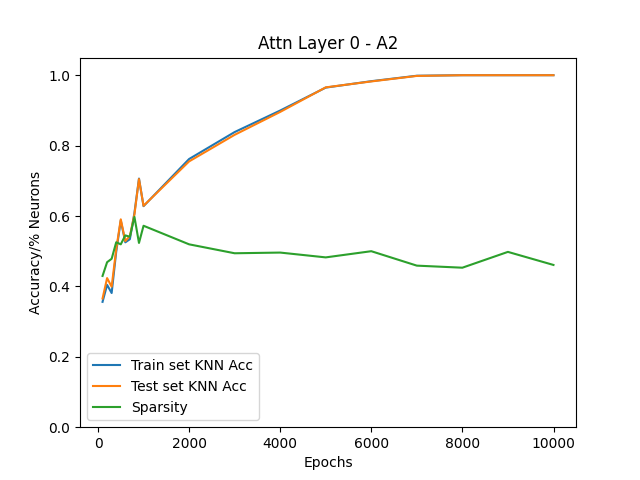 Attn Layer 0 - A2
1.0
0.8
0.6
0.4
0.2
0.0
Accuracy/% Neurons
Train set KNN Acc
Test set KNN Acc
Sparsity
0 2000 4000 6000 8000 10000
Epochs